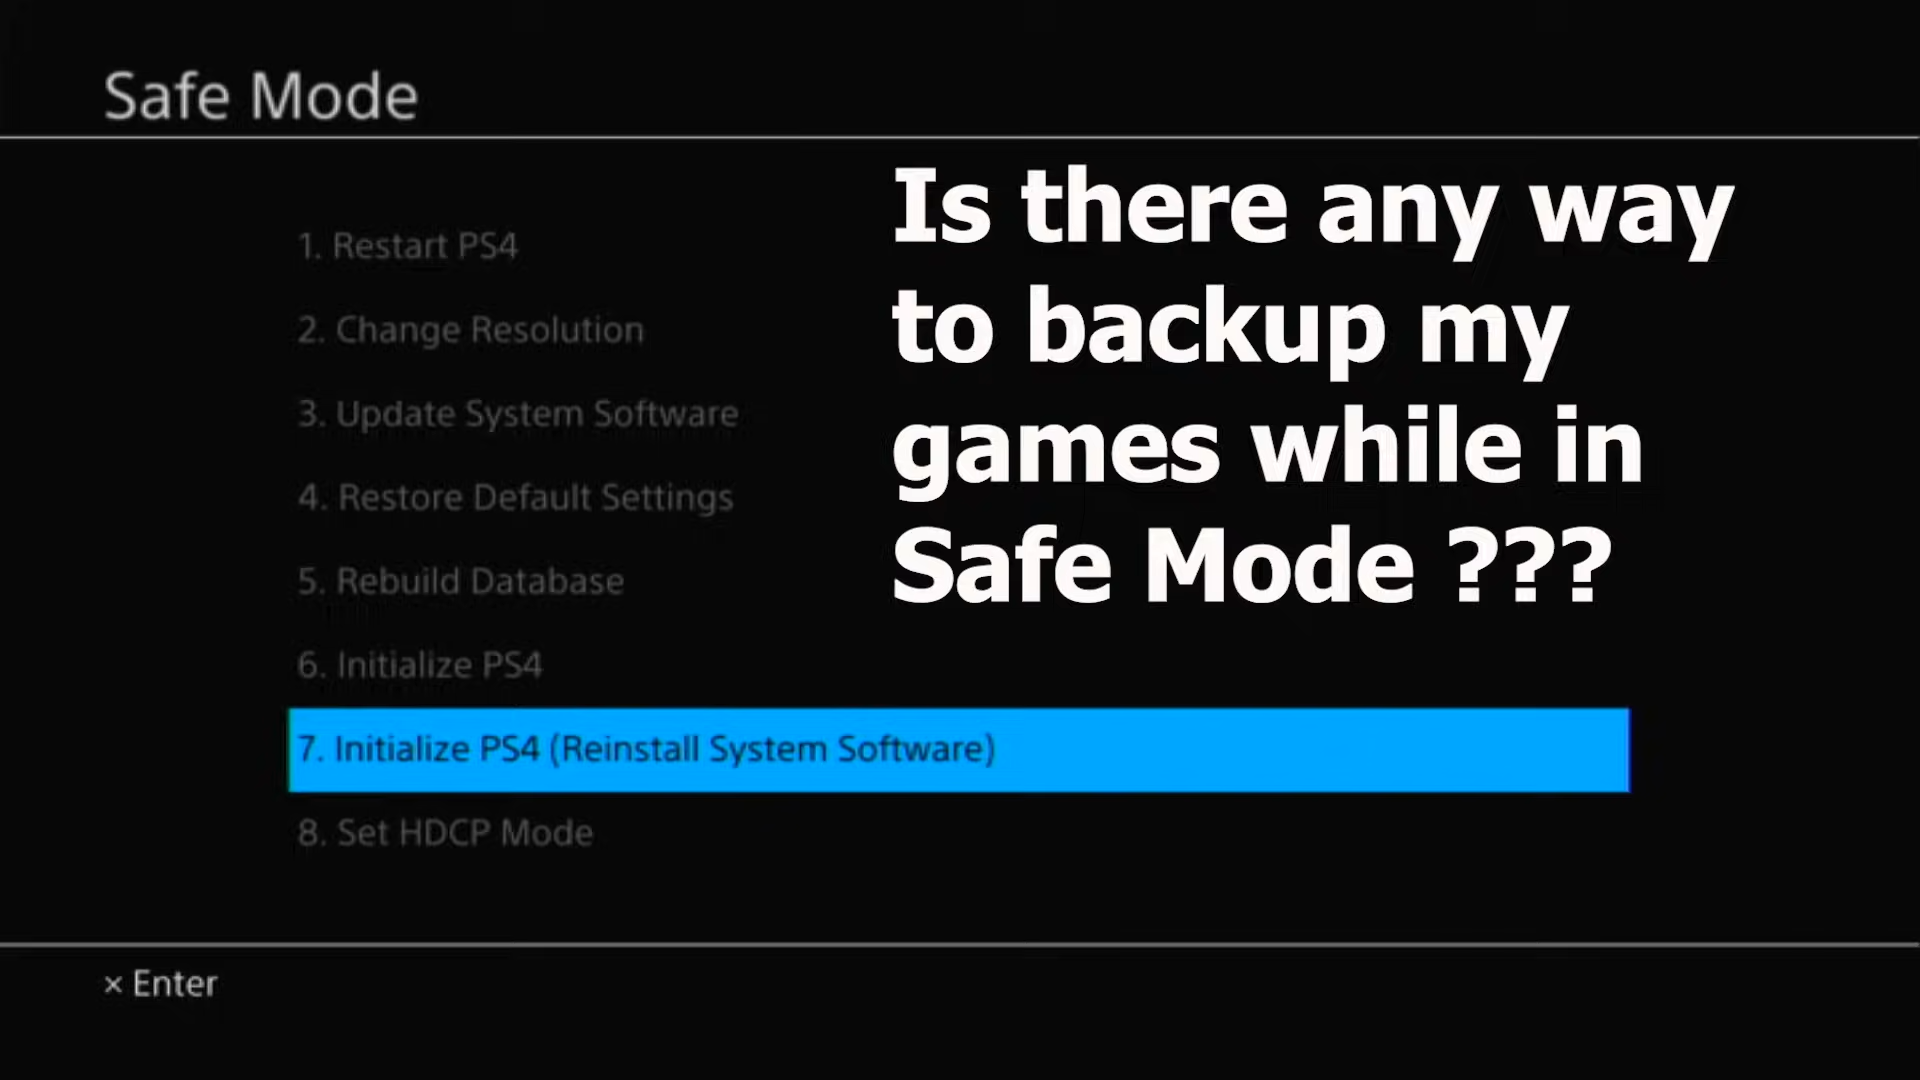 Safe Mode
Is there any way
to backup my
games while in
Safe Mode ???
1. Restart PS4
2. Change Resolution
3. Update System Software
4. Restore Default Settings
5. Rebuild Database
6. Initialize PS4
7. Initialize PS4 (Reinstall System Software)
8. Set HDCP Mode
× Enter